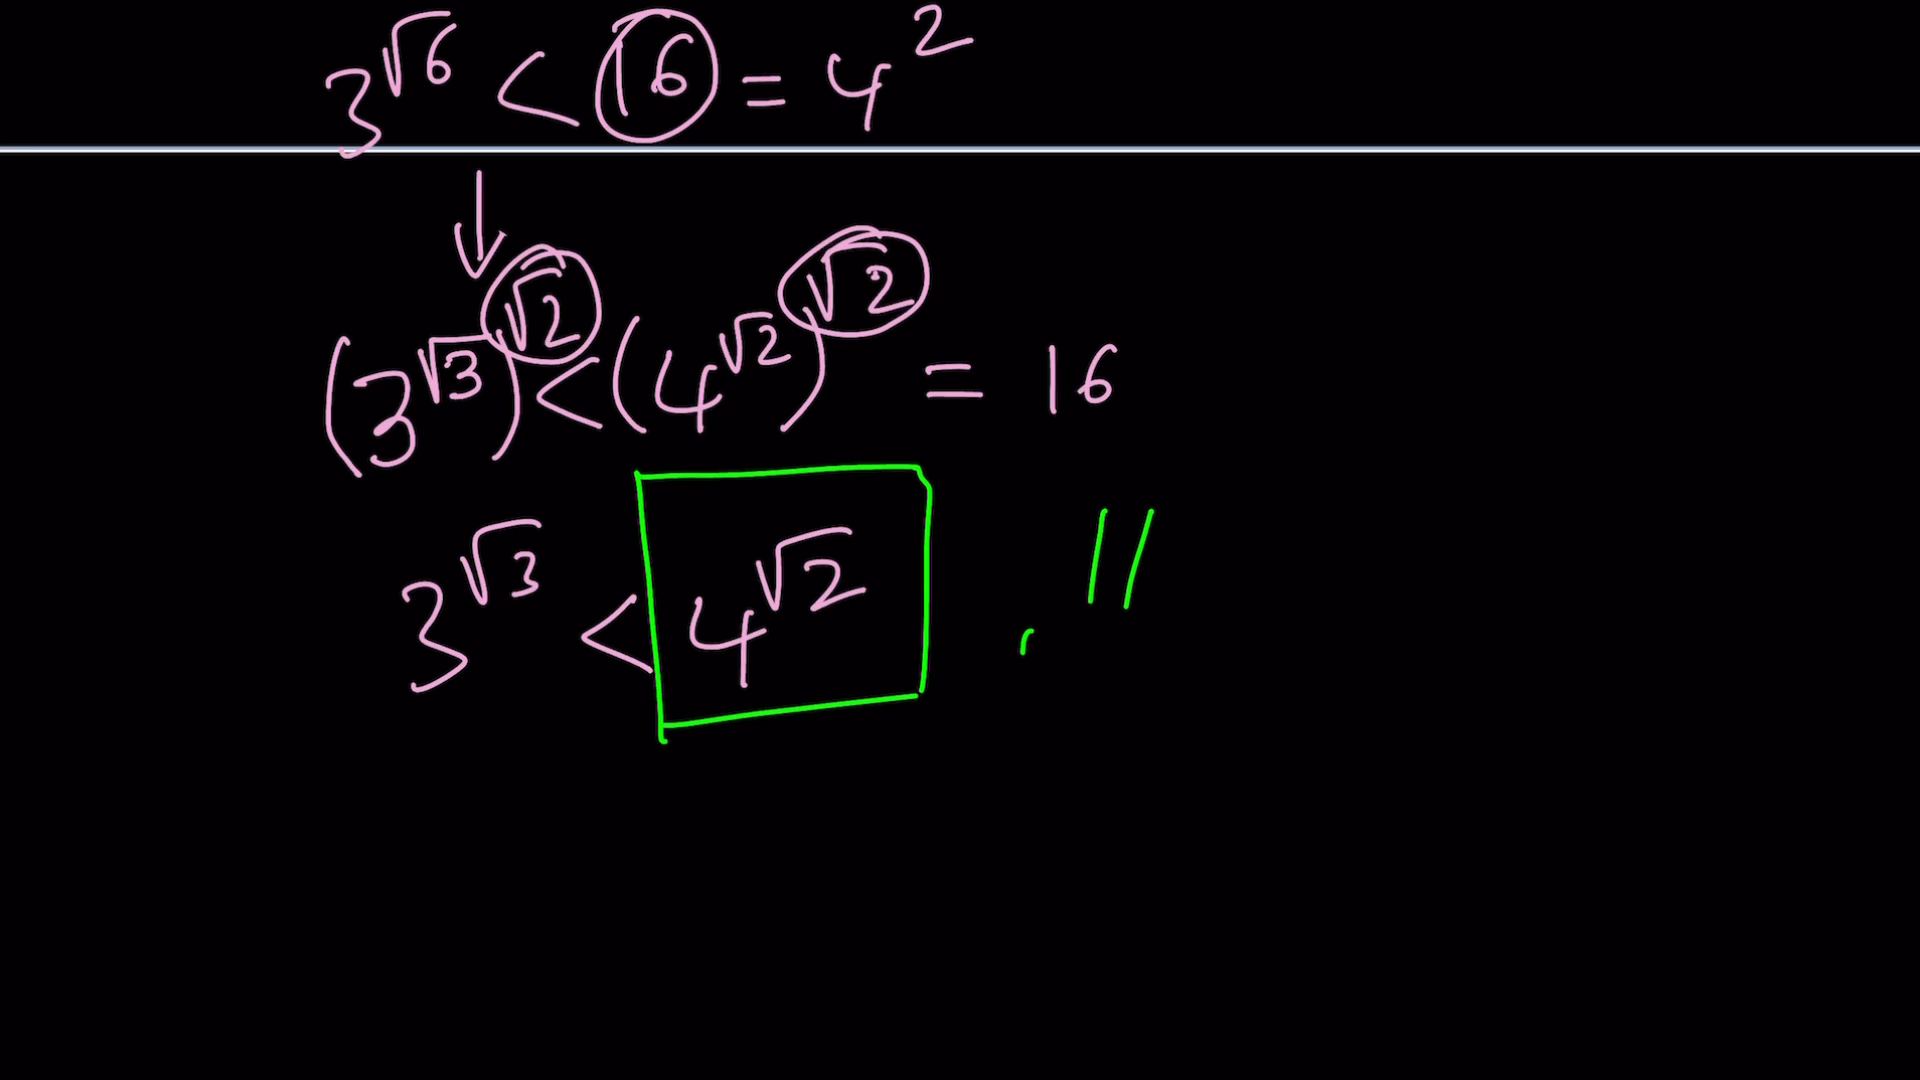 3^√6 < 16 = 4^2
(3^√3)^√2 < (4^√2)^√2 = 16
3^√3 < 4^√2